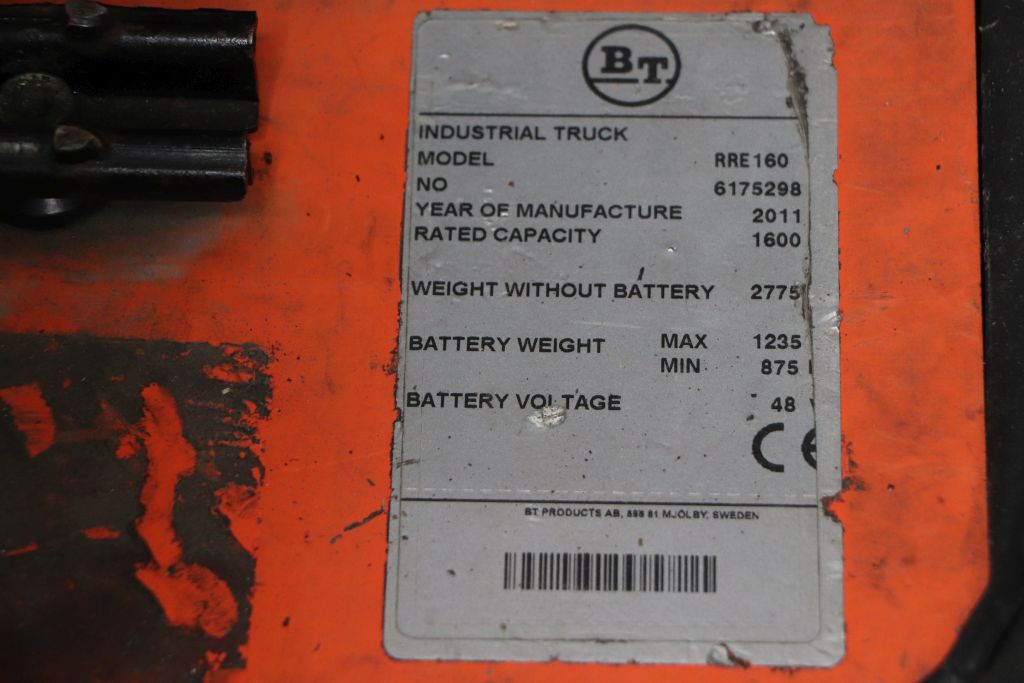 BT
INDUSTRIAL TRUCK
MODEL RRE160
NO 6175298
YEAR OF MANUFACTURE 2011
RATED CAPACITY 1600
WEIGHT WITHOUT BATTERY 2775
BATTERY WEIGHT MAX 1235
MIN 875
BATTERY VOLTAGE 48
CE
BT PRODUCTS AB, 595 81 MJÖLBY, SWEDEN